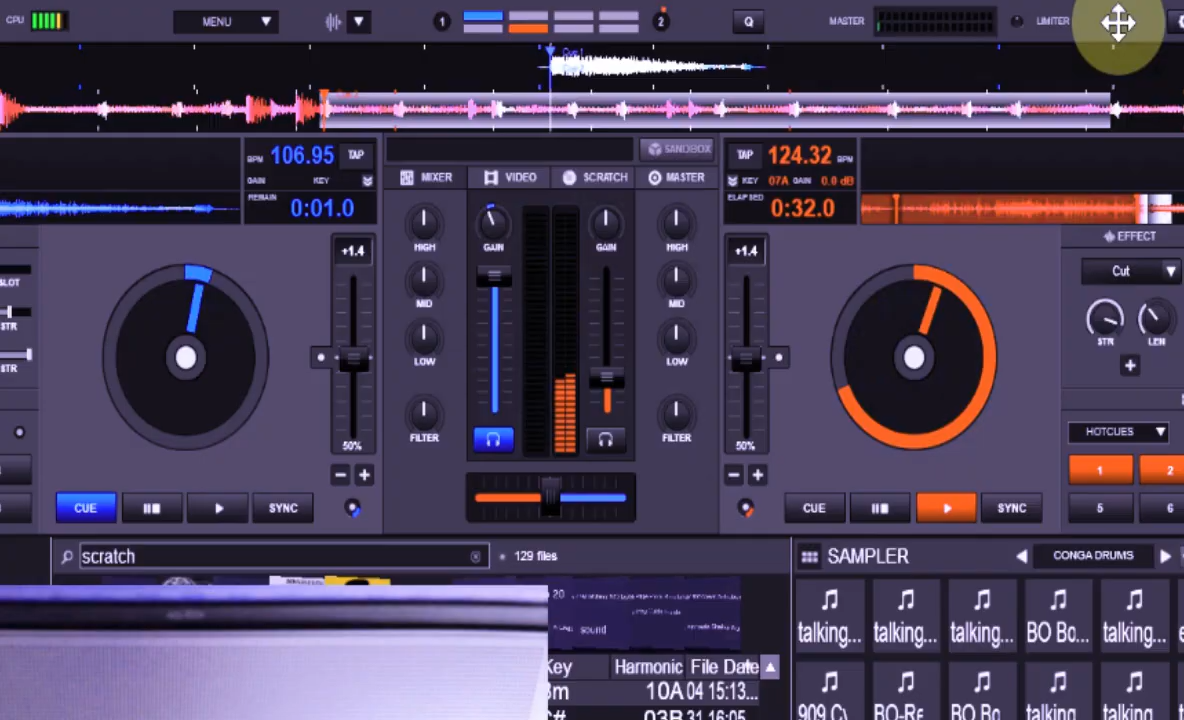 CPU
MENU
1
2
Q
MASTER
LIMITER
BPM 106.95 TAP
GAIN KEY
REMAIN 0:01.0
SANDBOX
MIXER VIDEO SCRATCH MASTER
TAP 124.32 BPM
KEY 07A GAIN 0.0 dB
ELAPSED 0:32.0
EFFECT
+1.4
HIGH
GAIN
GAIN
HIGH
+1.4
Cut
SLOT
STR
STR
MID
MID
STR LEN
+
LOW
LOW
FILTER
FILTER
50%
50%
HOTCUES
1 2
CUE SYNC
CUE SYNC
5 6
scratch
129 files
SAMPLER
CONGA DRUMS
talking... talking... talking... BO Bo... talking...
20
sound
Key Harmonic File Date
10A 04 15:13...
03B 31 16:05